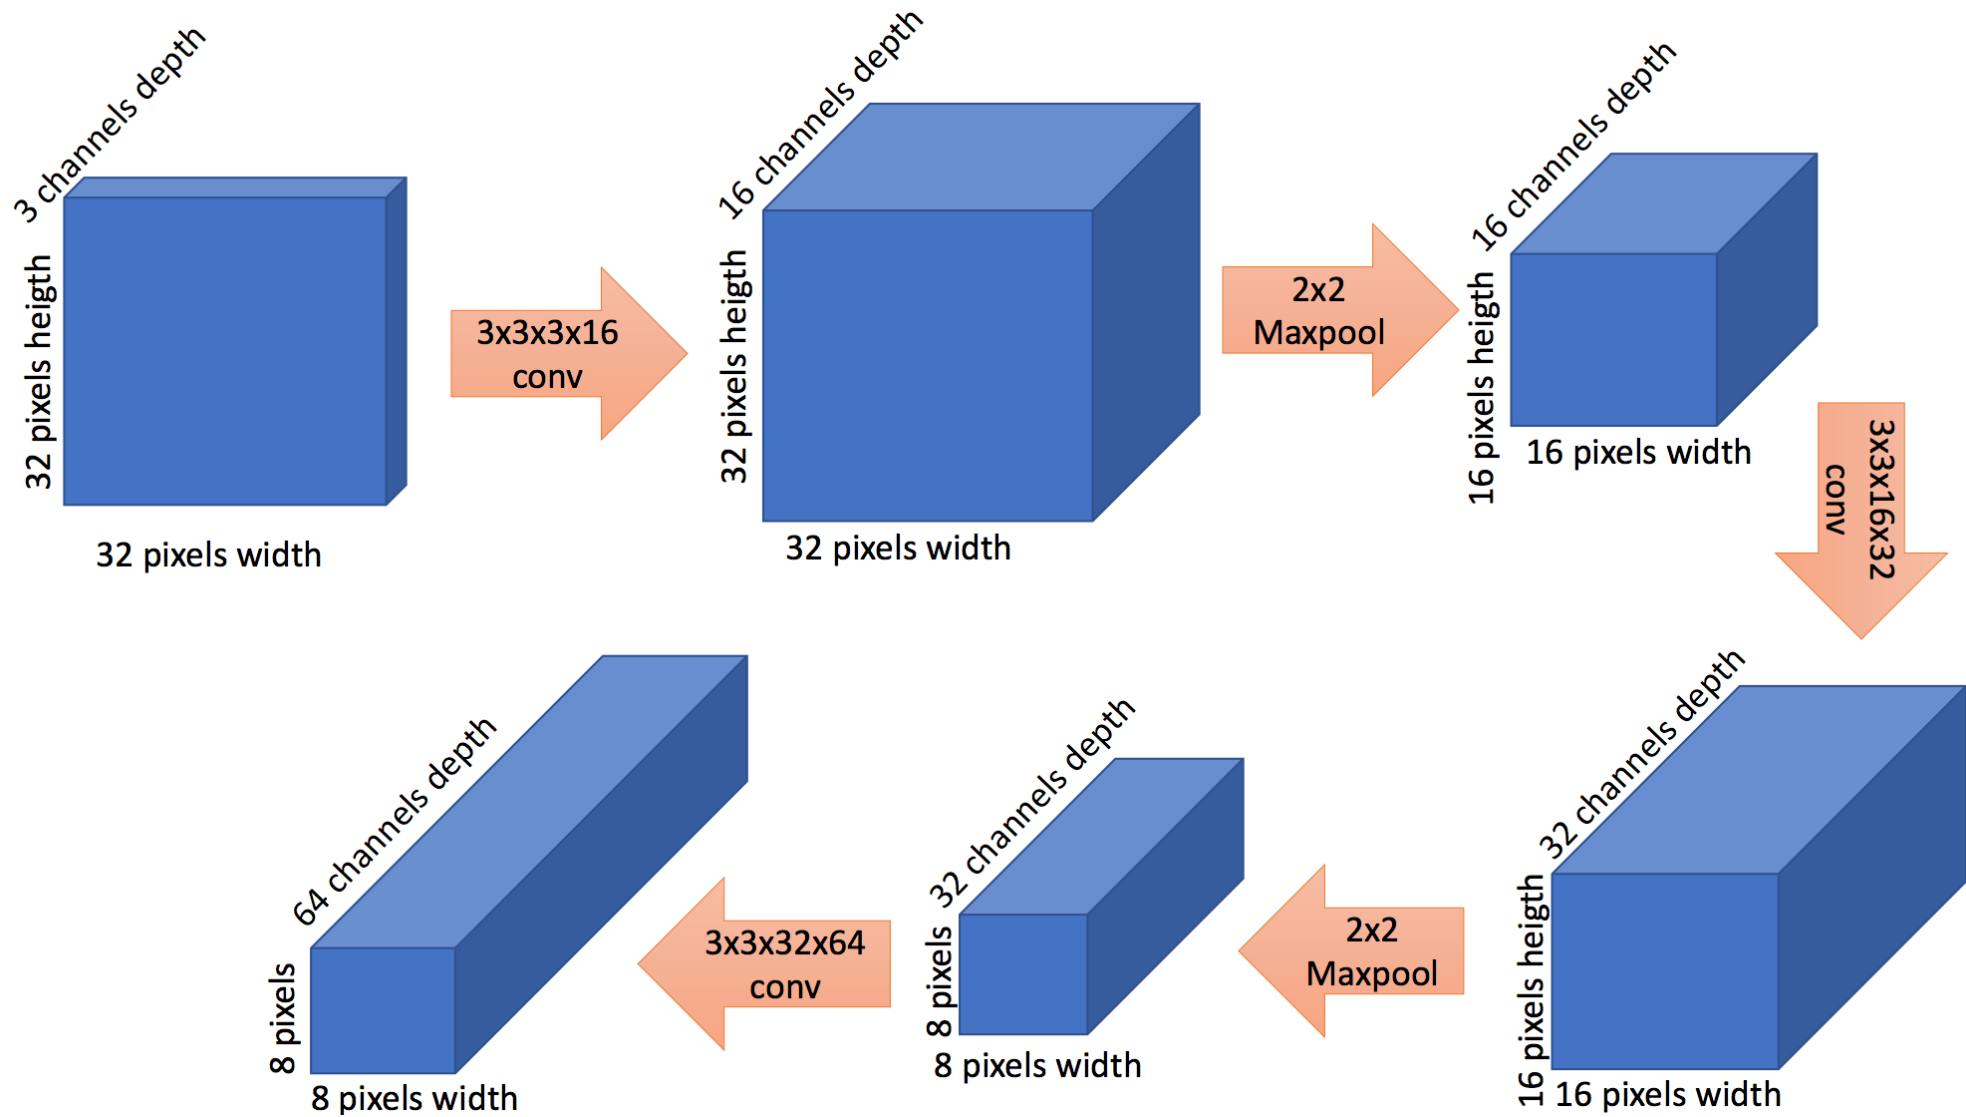 3 channels depth
32 pixels heigth
32 pixels width
3x3x3x16
conv
16 channels depth
32 pixels heigth
32 pixels width
2x2
Maxpool
16 channels depth
16 pixels heigth
16 pixels width
3x3x16x32
conv
32 channels depth
16 pixels heigth
16 pixels width
2x2
Maxpool
32 channels depth
8 pixels
8 pixels width
3x3x32x64
conv
64 channels depth
8 pixels
8 pixels width